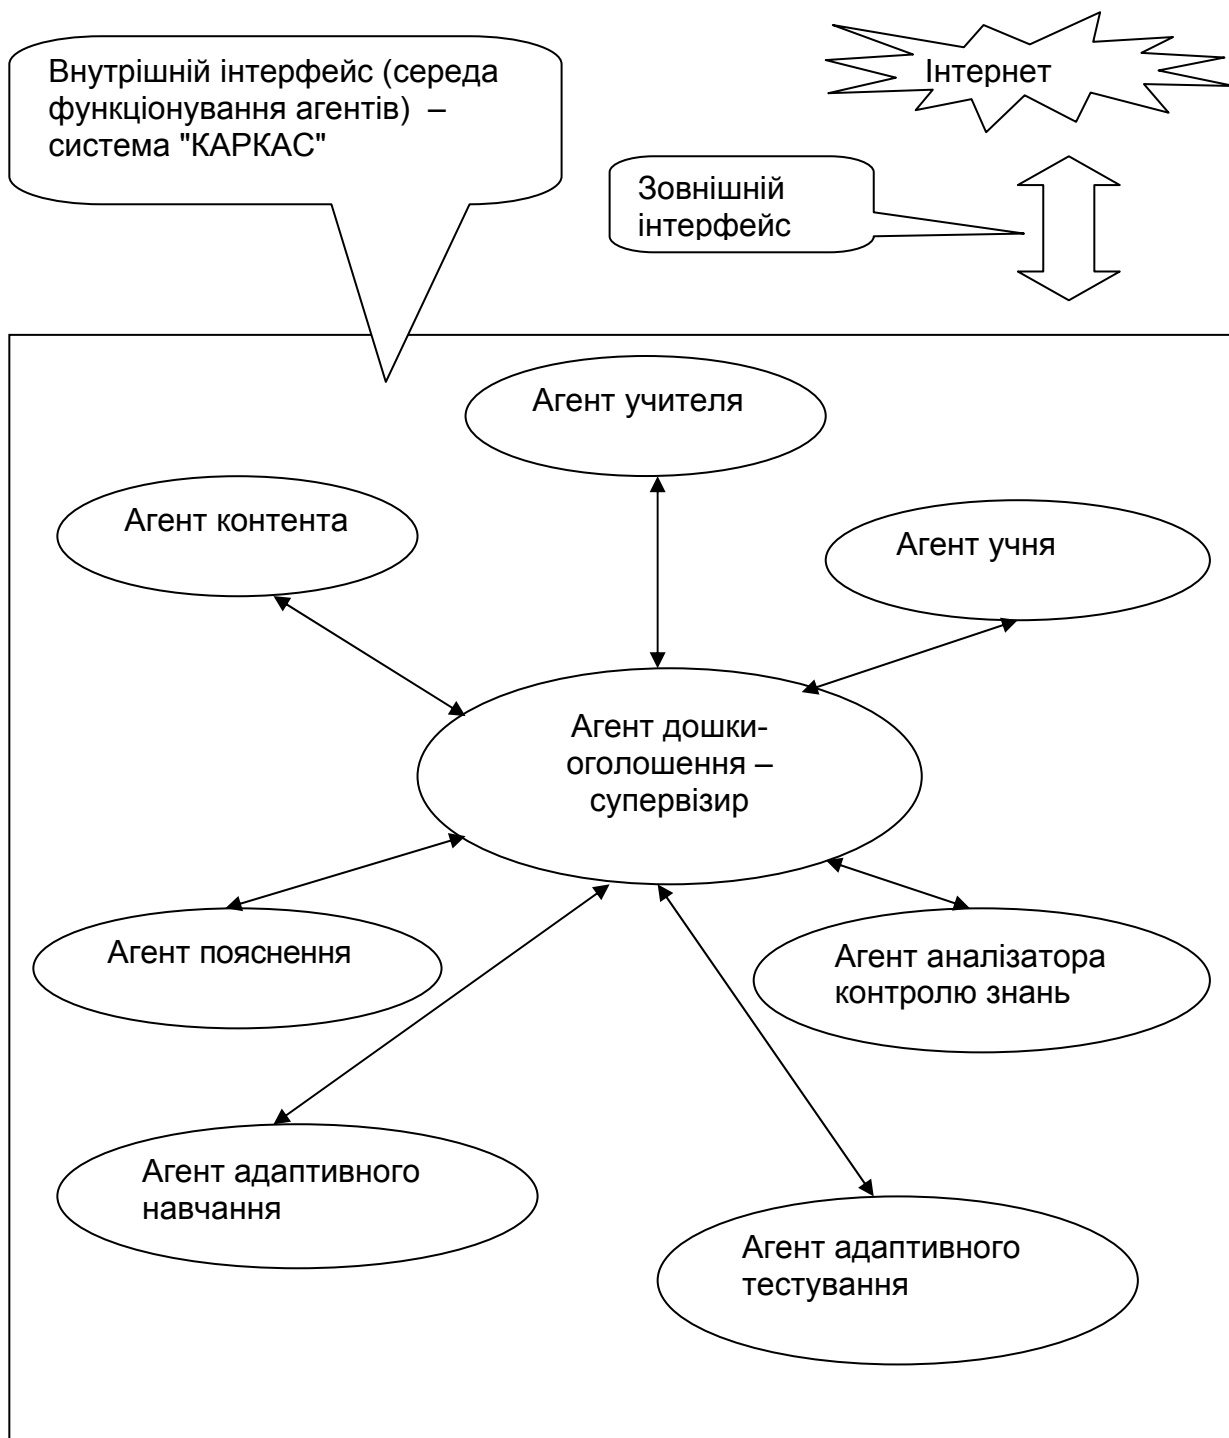 Внутрішній інтерфейс (середа
функціонування агентів) –
система "КАРКАС"
Інтернет
Зовнішній
інтерфейс
Агент учителя
Агент контента
Агент учня
Агент дошки-
оголошення –
супервізир
Агент пояснення
Агент аналізатора
контролю знань
Агент адаптивного
навчання
Агент адаптивного
тестування